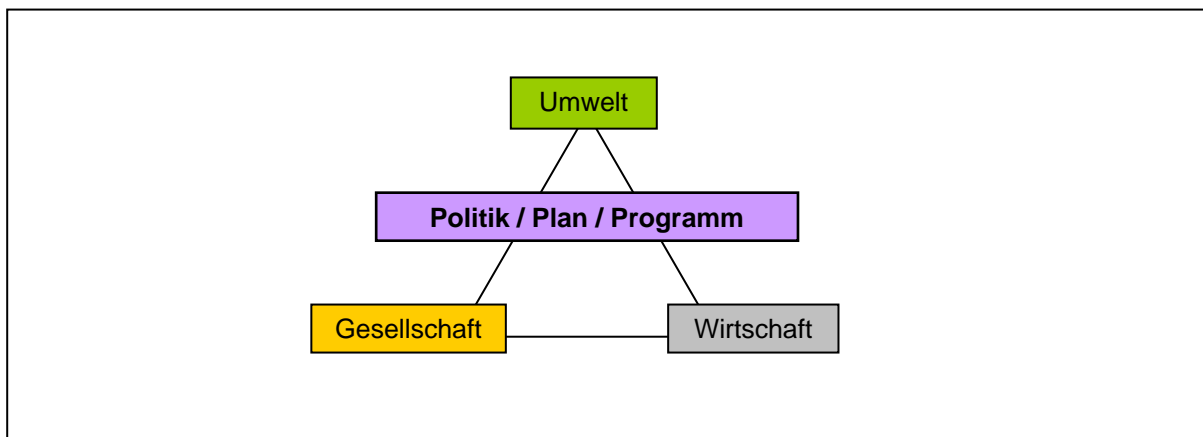 Umwelt
Politik / Plan / Programm
Gesellschaft
Wirtschaft